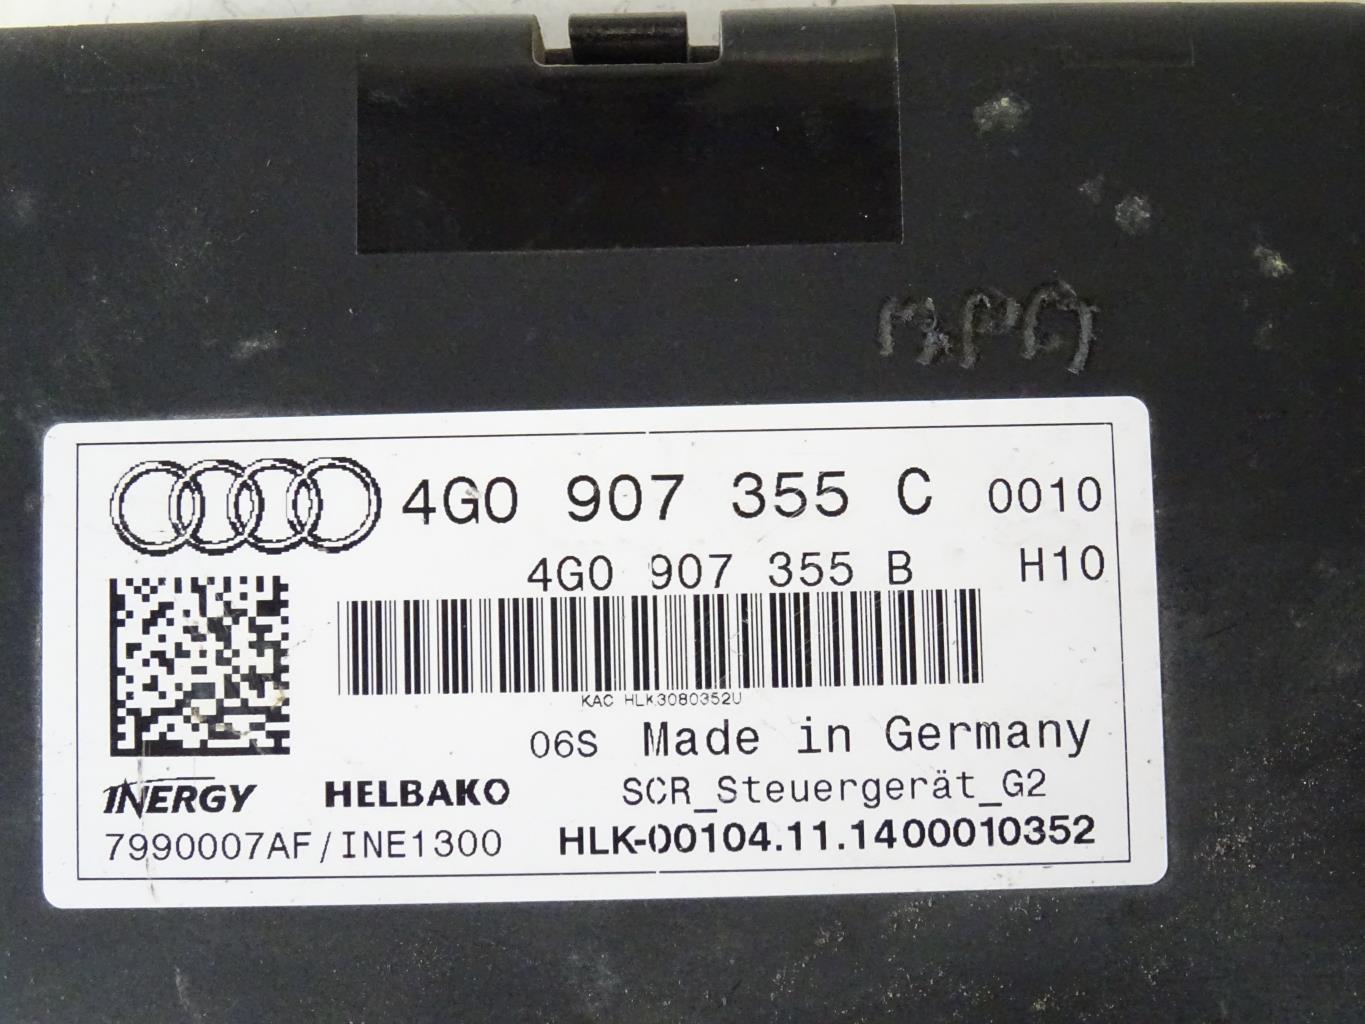 4G0 907 355 C 0010
4G0 907 355 B H10
KAC HLK3080352U
06S Made in Germany
INERGY HELBAKO SCR_Steuergerät_G2
7990007AF/INE1300 HLK-00104.11.1400010352